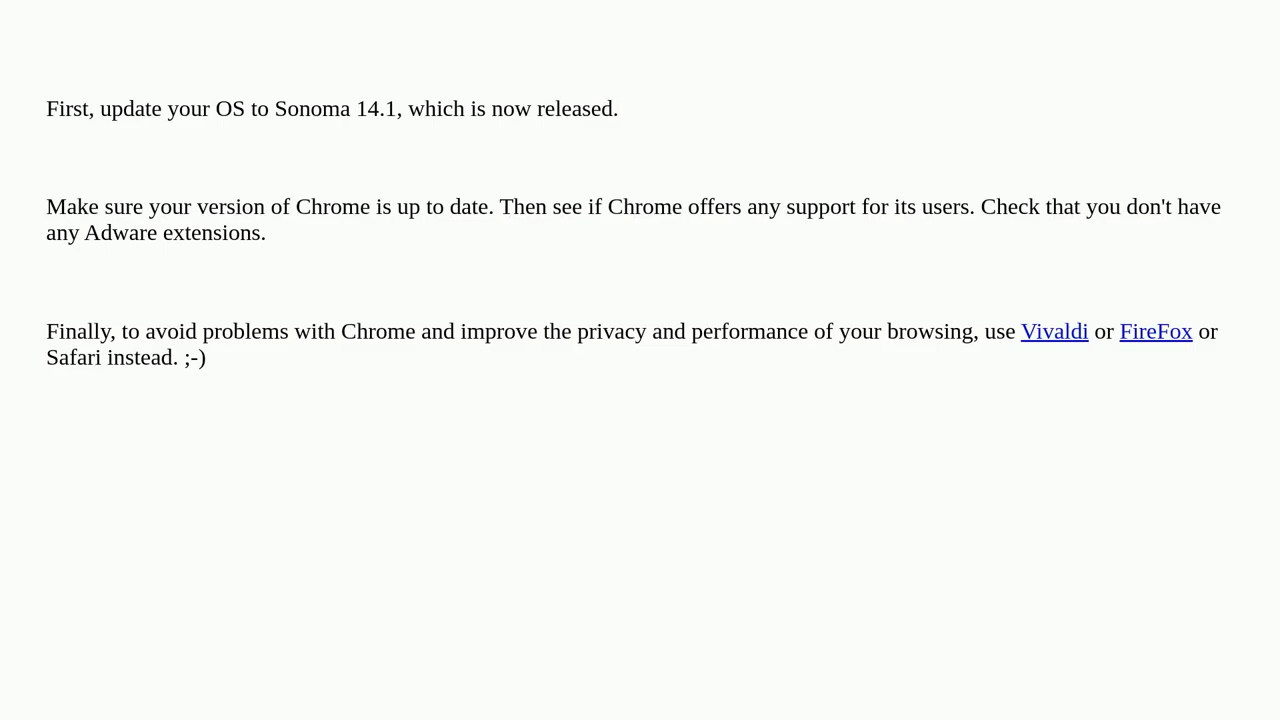 First, update your OS to Sonoma 14.1, which is now released.
Make sure your version of Chrome is up to date. Then see if Chrome offers any support for its users. Check that you don't have
any Adware extensions.
Finally, to avoid problems with Chrome and improve the privacy and performance of your browsing, use Vivaldi or FireFox or
Safari instead. ;-)